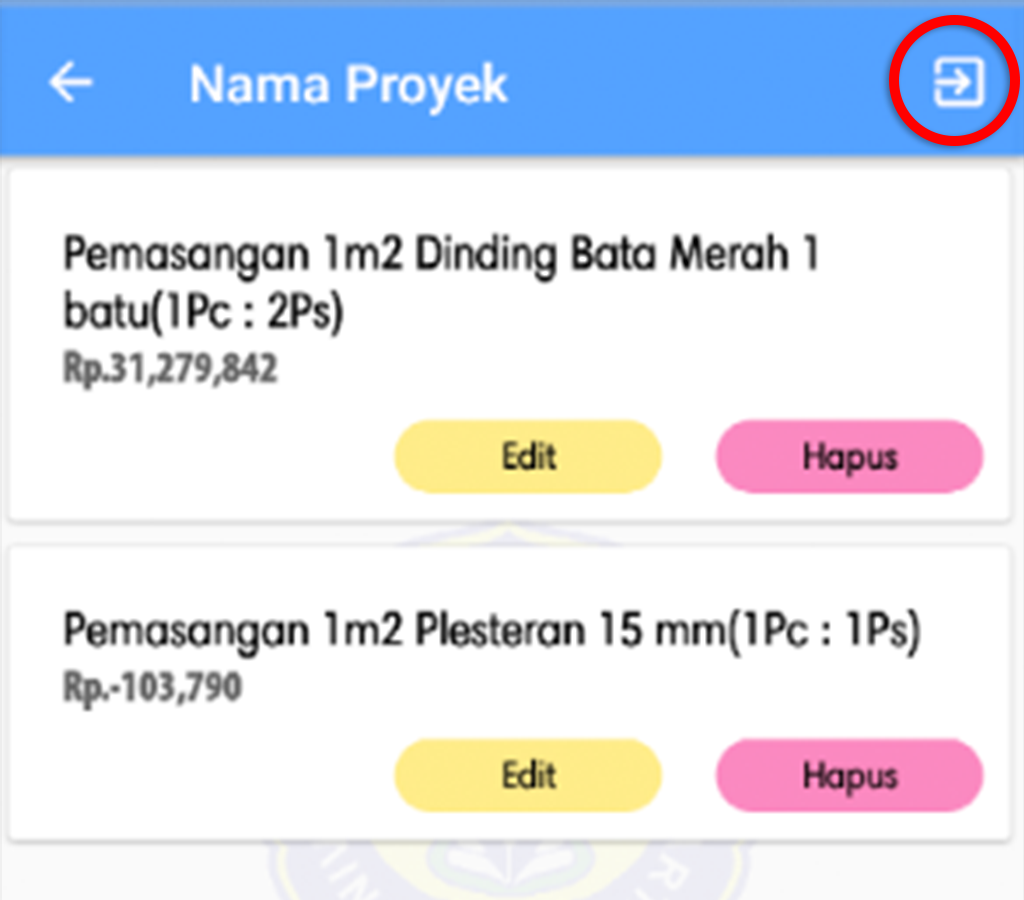 Nama Proyek
Pemasangan 1m2 Dinding Bata Merah 1
batu(1Pc : 2Ps)
Rp.31,279,842
Edit Hapus
Pemasangan 1m2 Plesteran 15 mm(1Pc : 1Ps)
Rp.-103,790
Edit Hapus